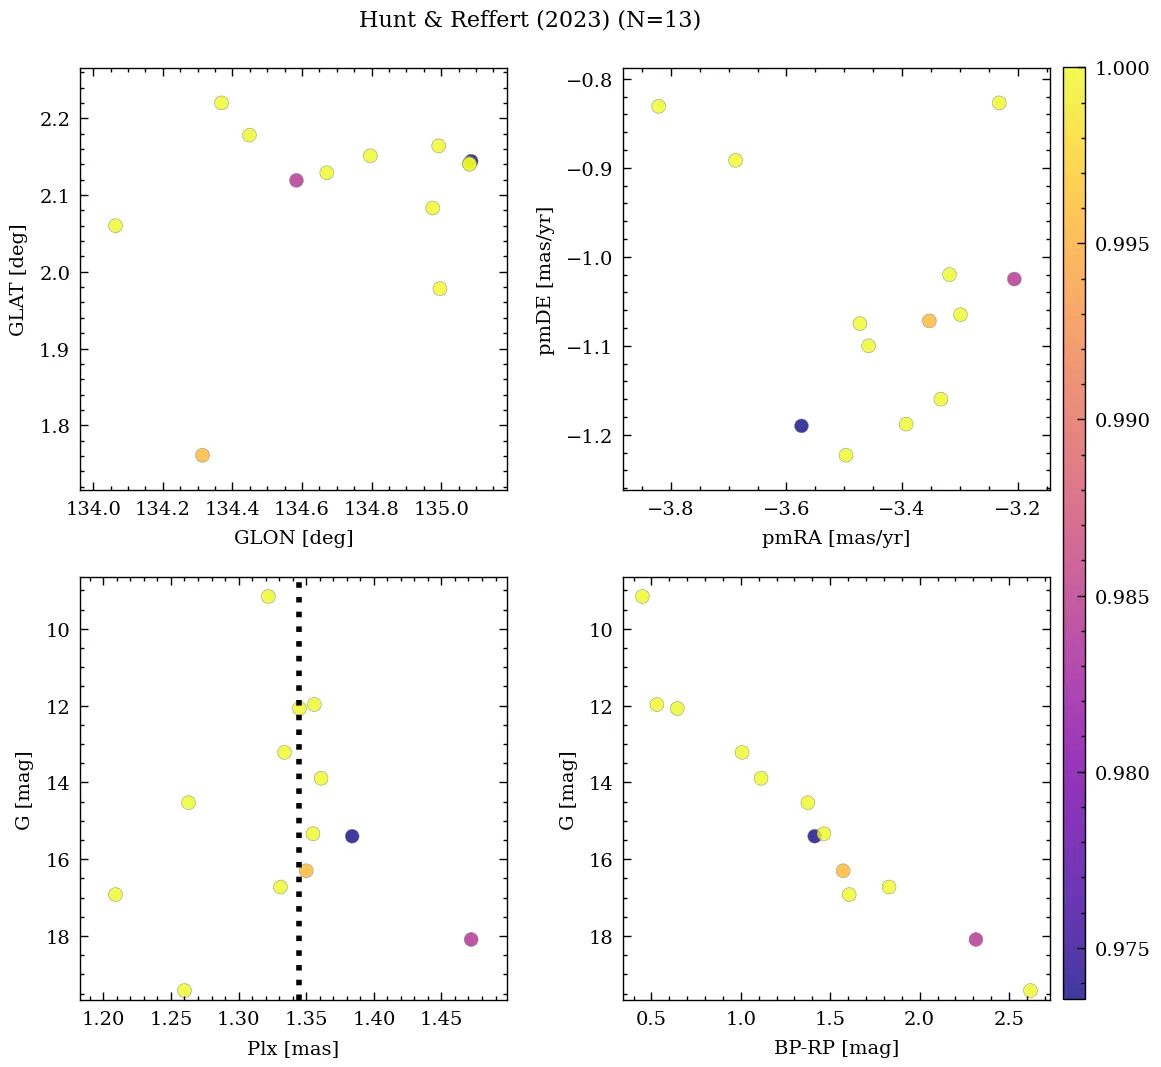 Hunt & Reffert (2023) (N=13)
2.2
2.1
2.0
1.9
1.8
GLAT [deg]
134.0 134.2 134.4 134.6 134.8 135.0
GLON [deg]
−0.8
−0.9
−1.0
−1.1
−1.2
pmDE [mas/yr]
−3.8 −3.6 −3.4 −3.2
pmRA [mas/yr]
1.000
0.995
0.990
0.985
0.980
0.975
10
12
14
16
18
G [mag]
1.20 1.25 1.30 1.35 1.40 1.45
Plx [mas]
10
12
14
16
18
G [mag]
0.5 1.0 1.5 2.0 2.5
BP-RP [mag]